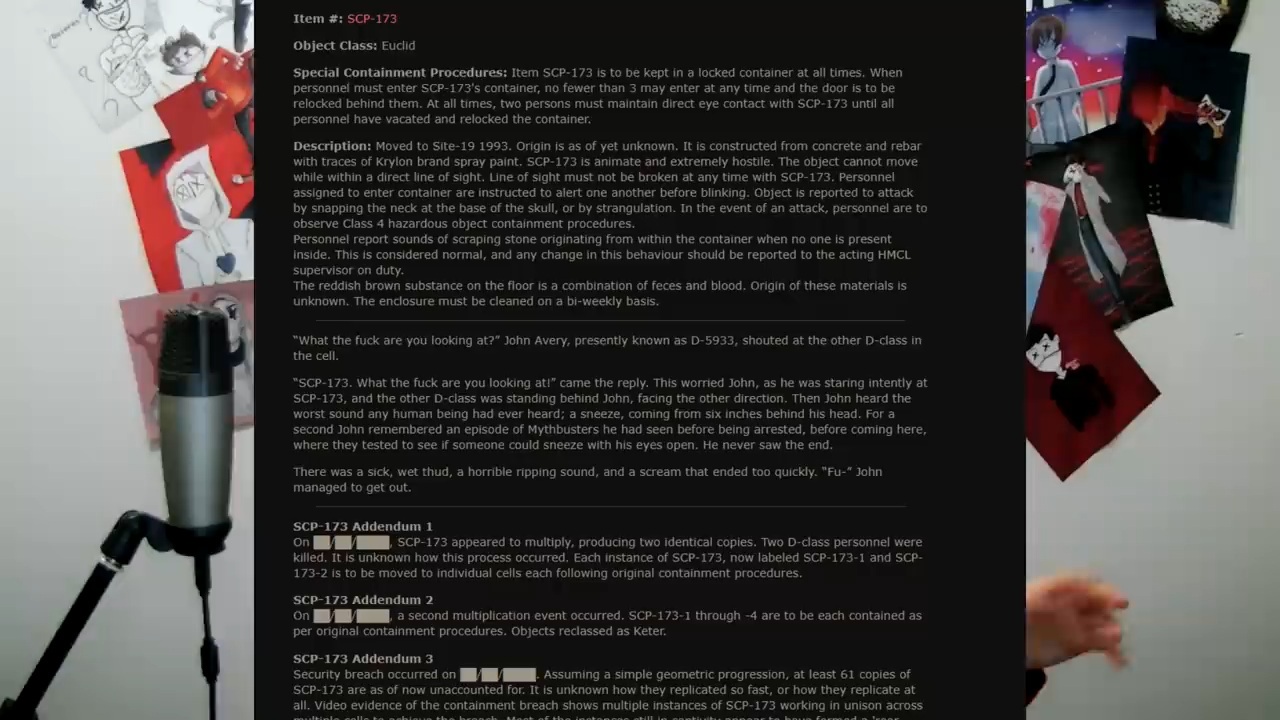 Item #: SCP-173
Object Class: Euclid
Special Containment Procedures: Item SCP-173 is to be kept in a locked container at all times. When
personnel must enter SCP-173's container, no fewer than 3 may enter at any time and the door is to be
relocked behind them. At all times, two persons must maintain direct eye contact with SCP-173 until all
personnel have vacated and relocked the container.
Description: Moved to Site-19 1993. Origin is as of yet unknown. It is constructed from concrete and rebar
with traces of Krylon brand spray paint. SCP-173 is animate and extremely hostile. The object cannot move
while within a direct line of sight. Line of sight must not be broken at any time with SCP-173. Personnel
assigned to enter container are instructed to alert one another before blinking. Object is reported to attack
by snapping the neck at the base of the skull, or by strangulation. In the event of an attack, personnel are to
observe Class 4 hazardous object containment procedures.
Personnel report sounds of scraping stone originating from within the container when no one is present
inside. This is considered normal, and any change in this behaviour should be reported to the acting HMCL
supervisor on duty.
The reddish brown substance on the floor is a combination of feces and blood. Origin of these materials is
unknown. The enclosure must be cleaned on a bi-weekly basis.
“What the fuck are you looking at?” John Avery, presently known as D-5933, shouted at the other D-class in
the cell.
“SCP-173. What the fuck are you looking at!” came the reply. This worried John, as he was staring intently at
SCP-173, and the other D-class was standing behind John, facing the other direction. Then John heard the
worst sound any human being had ever heard; a sneeze, coming from six inches behind his head. For a
second John remembered an episode of Mythbusters he had seen before being arrested, before coming here,
where they tested to see if someone could sneeze with his eyes open. He never saw the end.
There was a sick, wet thud, a horrible ripping sound, and a scream that ended too quickly. “Fu-” John
managed to get out.
SCP-173 Addendum 1
On ██/██/████, SCP-173 appeared to multiply, producing two identical copies. Two D-class personnel were
killed. It is unknown how this process occurred. Each instance of SCP-173, now labeled SCP-173-1 and SCP-
173-2 is to be moved to individual cells each following original containment procedures.
SCP-173 Addendum 2
On ██/██/████, a second multiplication event occurred. SCP-173-1 through -4 are to be each contained as
per original containment procedures. Objects reclassed as Keter.
SCP-173 Addendum 3
Security breach occurred on ██/██/████. Assuming a simple geometric progression, at least 61 copies of
SCP-173 are as of now unaccounted for. It is unknown how they replicated so fast, or how they replicate at
all. Video evidence of the containment breach shows multiple instances of SCP-173 working in unison across
multiple cells to achieve the breach. Most of the instances still in captivity appear to have formed a 'rear